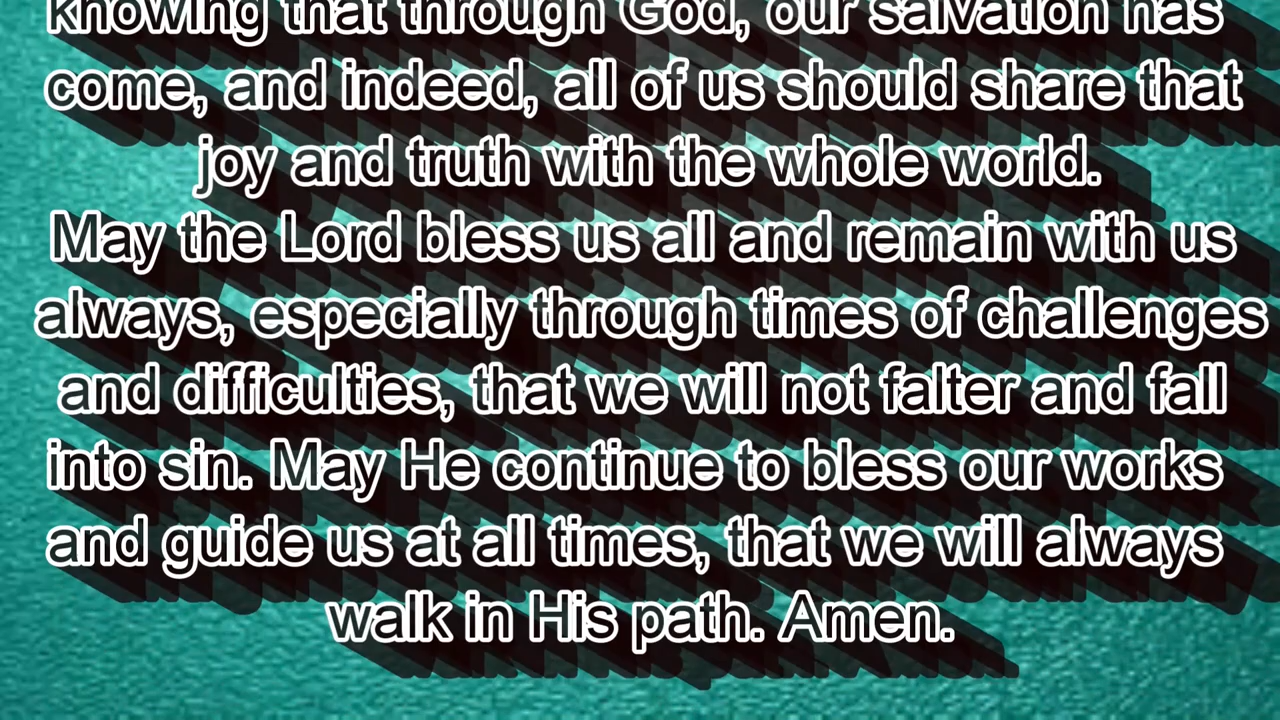 knowing that through God, our salvation has
come, and indeed, all of us should share that
joy and truth with the whole world.
May the Lord bless us all and remain with us
always, especially through times of challenges
and difficulties, that we will not falter and fall
into sin. May He continue to bless our works
and guide us at all times, that we will always
walk in His path. Amen.